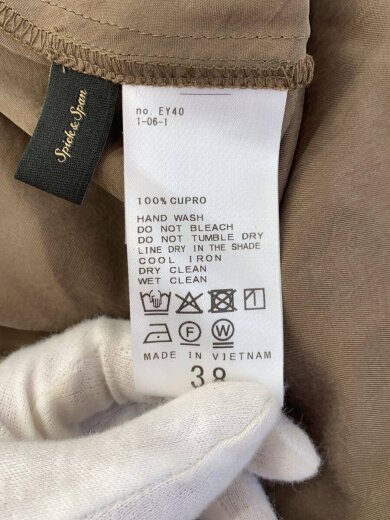 Spick & Span
no. EY40
1-06-1
100% CUPRO
HAND WASH
DO NOT BLEACH
DO NOT TUMBLE DRY
LINE DRY IN THE SHADE
COOL IRON
DRY CLEAN
WET CLEAN
F W
MADE IN VIETNAM
38